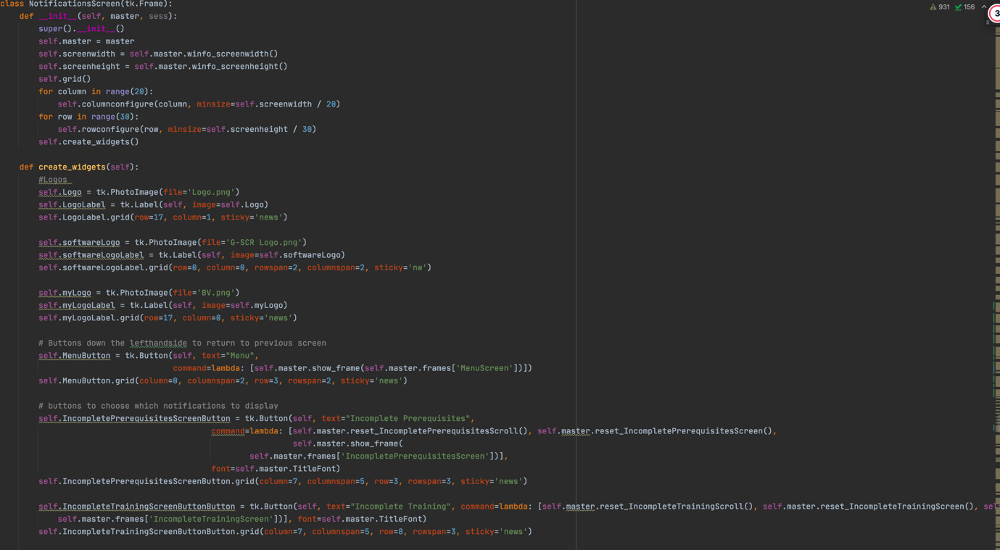 class NotificationsScreen(tk.Frame):
    def __init__(self, master, sess):
        super().__init__()
        self.master = master
        self.screenwidth = self.master.winfo_screenwidth()
        self.screenheight = self.master.winfo_screenheight()
        self.grid()
        for column in range(20):
            self.columnconfigure(column, minsize=self.screenwidth / 20)
        for row in range(30):
            self.rowconfigure(row, minsize=self.screenheight / 30)
        self.create_widgets()

    def create_widgets(self):
        #Logos
        self.Logo = tk.PhotoImage(file='Logo.png')
        self.LogoLabel = tk.Label(self, image=self.Logo)
        self.LogoLabel.grid(row=17, column=1, sticky='news')

        self.softwareLogo = tk.PhotoImage(file='G-SCR Logo.png')
        self.softwareLogoLabel = tk.Label(self, image=self.softwareLogo)
        self.softwareLogoLabel.grid(row=0, column=0, rowspan=2, columnspan=2, sticky='nw')

        self.myLogo = tk.PhotoImage(file='BV.png')
        self.myLogoLabel = tk.Label(self, image=self.myLogo)
        self.myLogoLabel.grid(row=17, column=0, sticky='news')

        # Buttons down the lefthandside to return to previous screen
        self.MenuButton = tk.Button(self, text="Menu",
                                    command=lambda: [self.master.show_frame(self.master.frames['MenuScreen'])])
        self.MenuButton.grid(column=0, columnspan=2, row=3, rowspan=2, sticky='news')

        # buttons to choose which notifications to display
        self.IncompletePrerequisitesScreenButton = tk.Button(self, text="Incomplete Prerequisites",
                                            command=lambda: [self.master.reset_IncompletePrerequisitesScroll(), self.master.reset_IncompletePrerequisitesScreen(),
                                                             self.master.show_frame(
                                                    self.master.frames['IncompletePrerequisitesScreen'])],
                                            font=self.master.TitleFont)
        self.IncompletePrerequisitesScreenButton.grid(column=7, columnspan=5, row=3, rowspan=3, sticky='news')

        self.IncompleteTrainingScreenButtonButton = tk.Button(self, text="Incomplete Training", command=lambda: [self.master.reset_IncompleteTrainingScroll(), self.master.reset_IncompleteTrainingScreen(),
            self.master.frames['IncompleteTrainingScreen'])], font=self.master.TitleFont)
        self.IncompleteTrainingScreenButtonButton.grid(column=7, columnspan=5, row=8, rowspan=3, sticky='news')
931 156
3